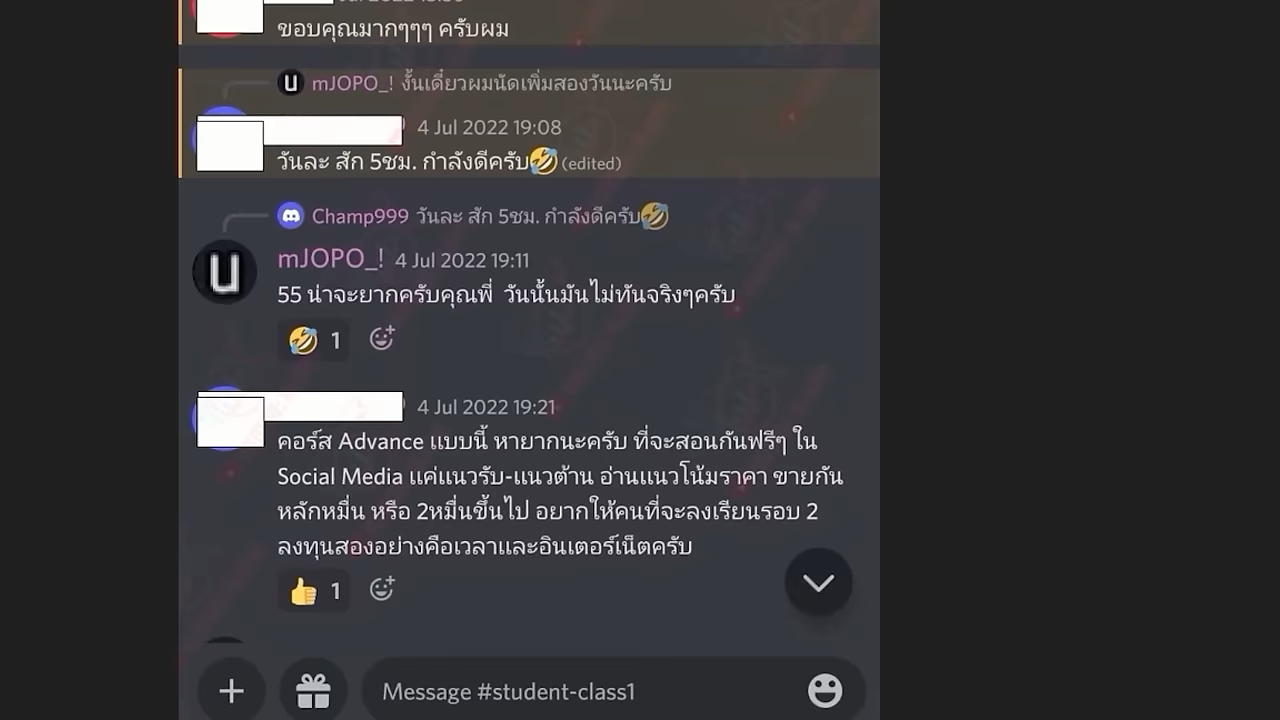 ขอบคุณมากๆๆๆ ครับผม
mJOPO_! งั้นเดี๋ยวผมนัดเพิ่มสองวันนะครับ
4 Jul 2022 19:08
วันละ สัก 5ชม. กำลังดีครับ🤣 (edited)
Champ999 วันละ สัก 5ชม. กำลังดีครับ🤣
mJOPO_! 4 Jul 2022 19:11
55 น่าจะยากครับคุณพี่ วันนั้นมันไม่ทันจริงๆครับ
🤣 1
4 Jul 2022 19:21
คอร์ส Advance แบบนี้ หายากนะครับ ที่จะสอนกันฟรีๆ ใน
Social Media แค่แนวรับ-แนวต้าน อ่านแนวโน้มราคา ขายกัน
หลักหมื่น หรือ 2หมื่นขึ้นไป อยากให้คนที่จะลงเรียนรอบ 2
ลงทุนสองอย่างคือเวลาและอินเตอร์เน็ตครับ
👍 1
Message #student-class1